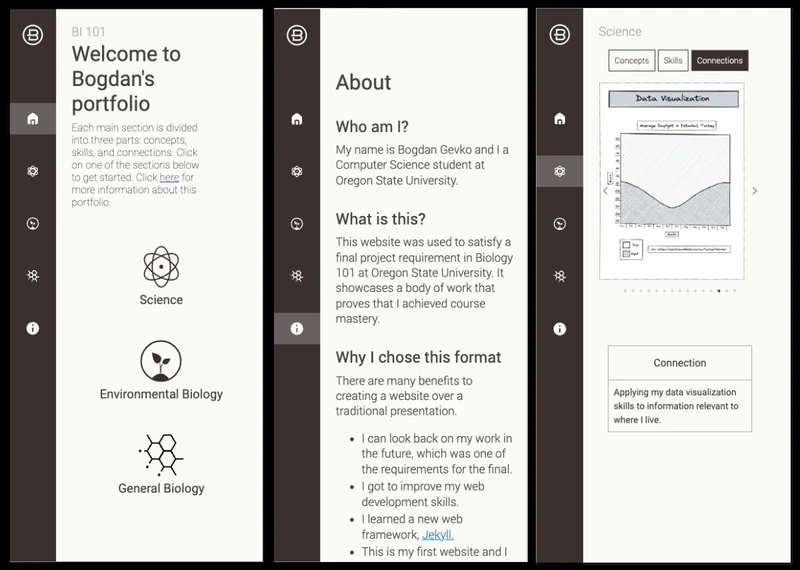 BI 101
Welcome to
Bogdan's
portfolio
Each main section is divided
into three parts: concepts,
skills, and connections. Click
on one of the sections below
to get started. Click here for
more information about this
portfolio.
Science
Environmental Biology
General Biology
About
Who am I?
My name is Bogdan Gevko and I a
Computer Science student at
Oregon State University.
What is this?
This website was used to satisfy a
final project requirement in Biology
101 at Oregon State University. It
showcases a body of work that
proves that I achieved course
mastery.
Why I chose this format
There are many benefits to
creating a website over a
traditional presentation.
I can look back on my work in
the future, which was one of
the requirements for the final.
I got to improve my web
development skills.
I learned a new web
framework, Jekyll.
This is my first website and I
Science
Concepts Skills Connections
Data Visualization
Average Daylight in Istanbul, Turkey
Day
Night
Connection
Applying my data visualization
skills to information relevant to
where I live.